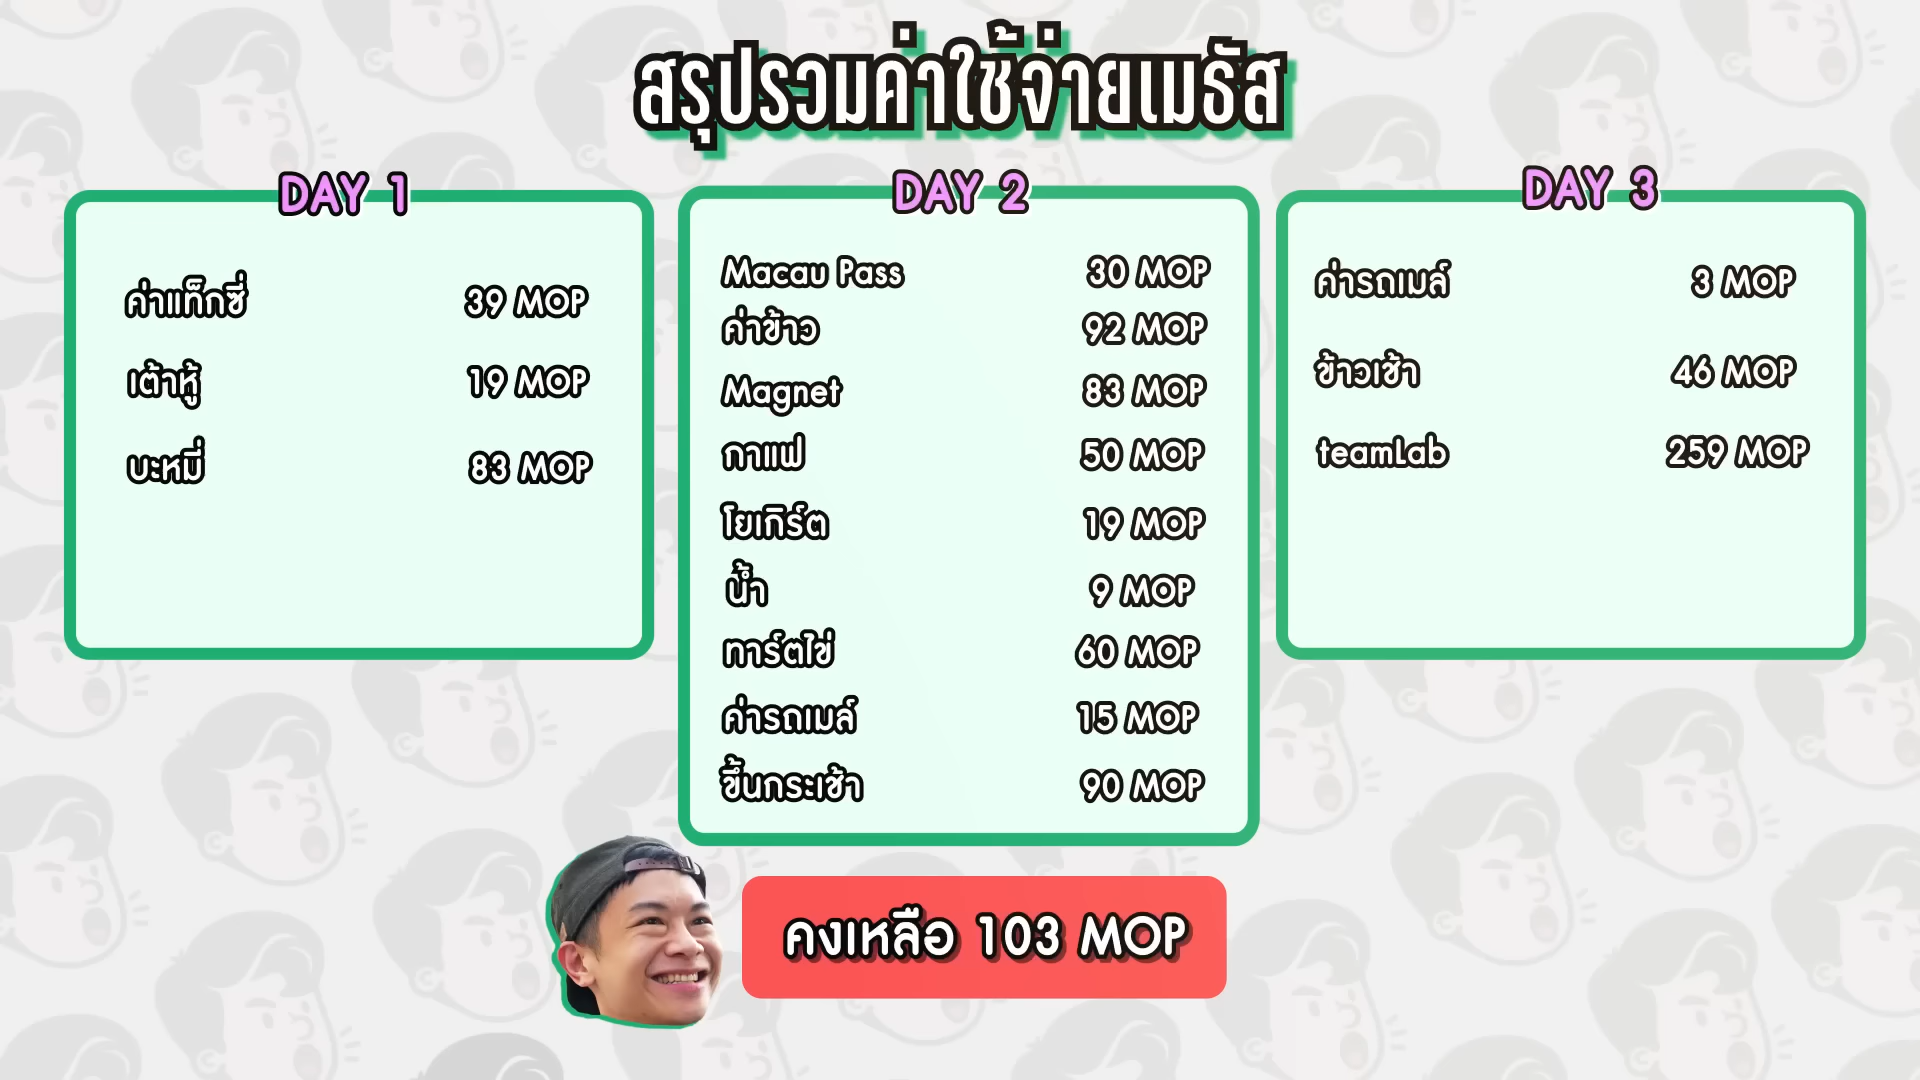 สรุปรวมค่าใช้จ่ายเมธัส
DAY 1
ค่าแท็กซี่ 39 MOP
เต้าหู้ 19 MOP
บะหมี่ 83 MOP
DAY 2
Macau Pass 30 MOP
ค่าข้าว 92 MOP
Magnet 83 MOP
กาแฟ 50 MOP
โยเกิร์ต 19 MOP
น้ำ 9 MOP
ทาร์ตไข่ 60 MOP
ค่ารถเมล์ 15 MOP
ขึ้นกระเช้า 90 MOP
DAY 3
ค่ารถเมล์ 3 MOP
ข้าวเช้า 46 MOP
teamLab 259 MOP
คงเหลือ 103 MOP